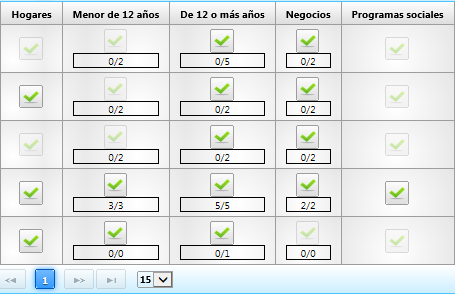 Hogares Menor de 12 años De 12 o más años Negocios Programas sociales
0/2 0/5 0/2
0/2 0/2 0/2
0/2 0/2 0/2
3/3 5/5 2/2
0/0 0/1 0/0
1 15